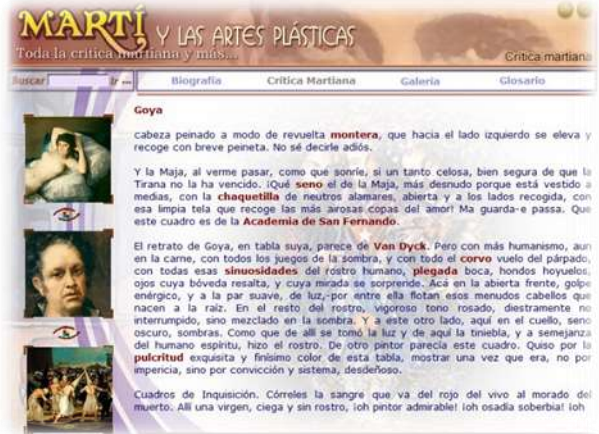 MARTÍ Y LAS ARTES PLÁSTICAS
Toda la crítica martiana y más...
Crítica martiana
Buscar Ir ...
Biografía Crítica Martiana Galería Glosario
Goya
cabeza peinado a modo de revuelta montera, que hacia el lado izquierdo se eleva y
recoge con breve peineta. No sé decirle adiós.
Y la Maja, al verme pasar, como que sonríe, si un tanto celosa, bien segura de que la
Tirana no la ha vencido. ¡Qué seno el de la Maja, más desnudo porque está vestido a
medias, con la chaquetilla de neutros alamares, abierta y a los lados recogida, con
esa limpia tela que recoge las más airosas copas del amor! Ma guarda-e passa. Que
este cuadro es de la Academia de San Fernando.
El retrato de Goya, en tabla suya, parece de Van Dyck. Pero con más humanismo, aun
en la carne, con todos los juegos de la sombra, y con todo el corvo vuelo del párpado,
con todas esas sinuosidades del rostro humano, plegada boca, hondos hoyuelos,
ojos cuya bóveda resalta, y cuya mirada se sorprende. Acá en la abierta frente, golpe
enérgico, y a la par suave, de luz,-por entre ella flotan esos menudos cabellos que
nacen a la raíz. En el resto del rostro, vigoroso tono rosado, diestramente no
interrumpido, sino mezclado en la sombra. Y a este otro lado, aquí en el cuello, seno
oscuro, sombras. Como que de allí se tomó la luz y de aquí la tiniebla, y a semejanza
del humano espíritu, hizo el rostro. De otro pintor parecía este cuadro. Quiso por la
pulcritud exquisita y finísimo color de esta tabla, mostrar una vez que era, no por
impericia, sino por convicción y sistema, desdeñoso.
Cuadros de Inquisición. Córreles la sangre que va del rojo del vivo al morado del
muerto. Allí una virgen, ciega y sin rostro, ¡oh pintor admirable! ¡oh osadía soberbia! ¡oh